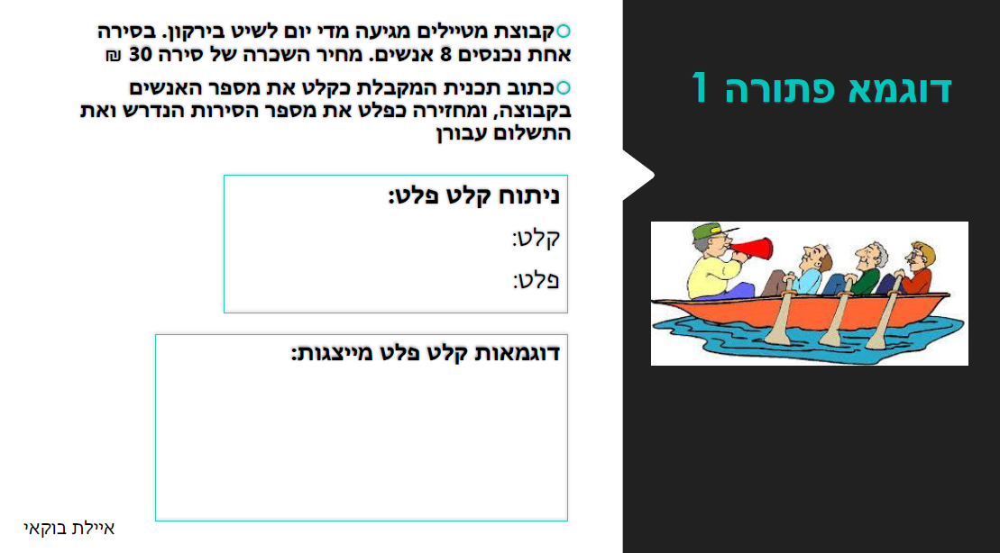 דוגמא פתורה 1
קבוצת מטיילים מגיעה מדי יום לשיט בירקון. בסירה
אחת נכנסים 8 אנשים. מחיר השכרה של סירה 30 ₪
כתוב תכנית המקבלת כקלט את מספר האנשים
בקבוצה, ומחזירה כפלט את מספר הסירות הנדרש ואת
התשלום עבורן
ניתוח קלט פלט:
קלט:
פלט:
דוגמאות קלט פלט מייצגות:
איילת בוקאי